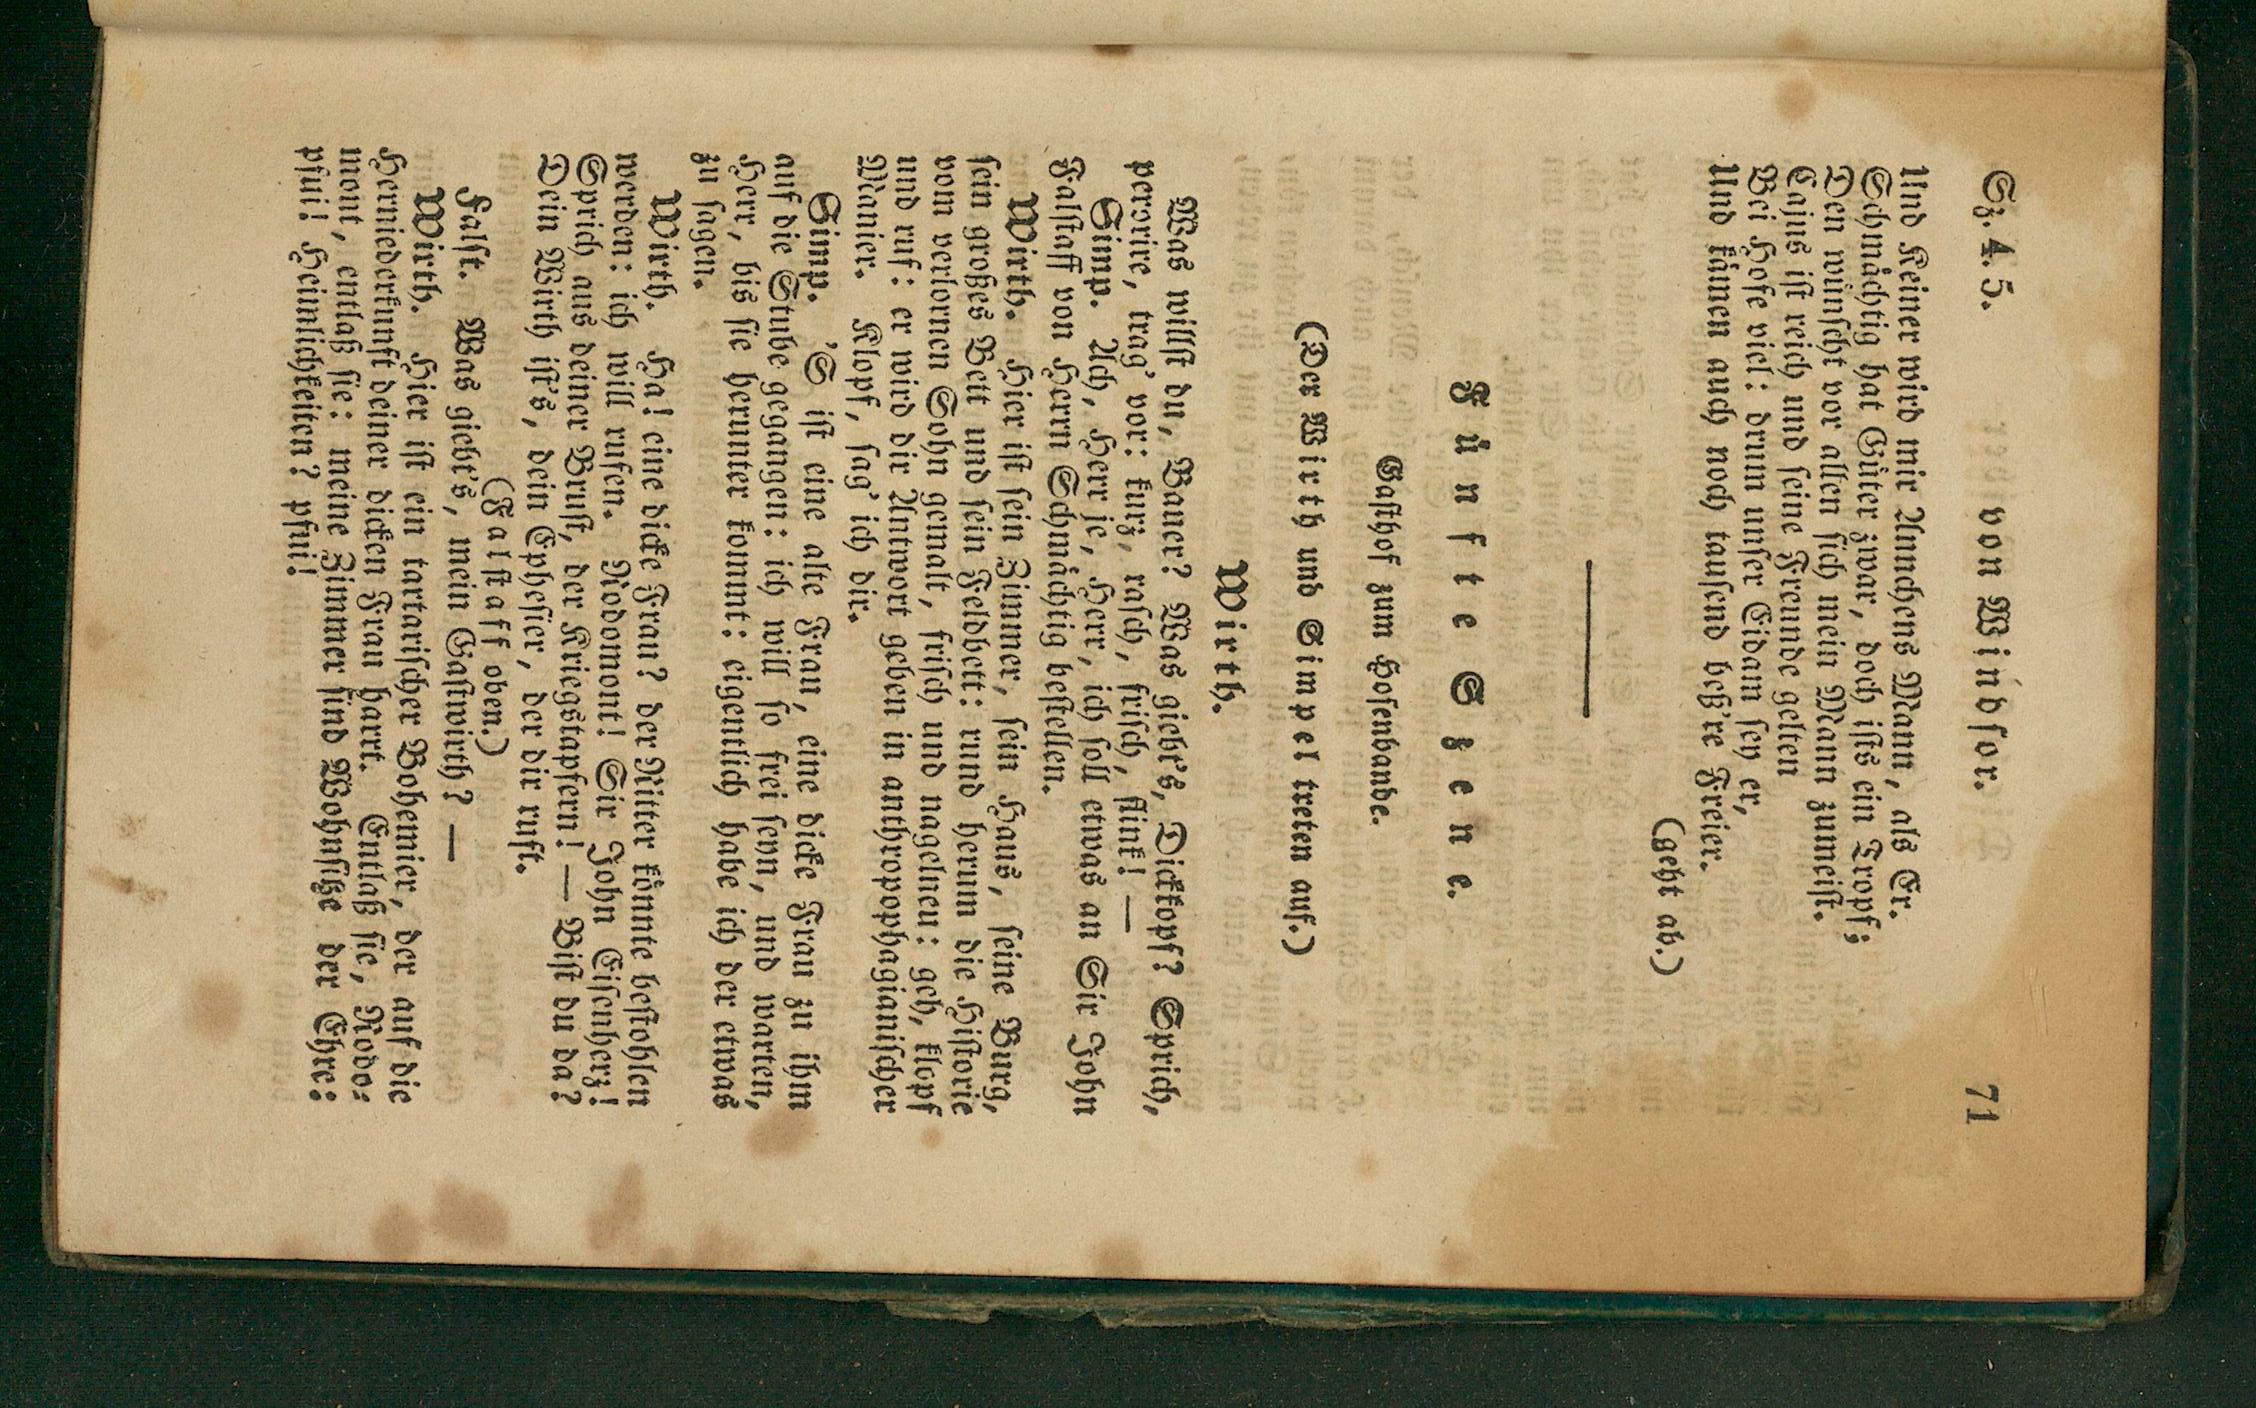 Sz. 4. 5. von Windsor. 71
Und Keiner wird mir Annchens Mann, als Er.
Schmächtig hat Güter zwar, doch ists ein Tropf;
Den wünscht vor allen sich mein Mann zumeist.
Cajus ist reich und seine Freunde gelten
Bei Hofe viel: drum unser Eidam sey er,
Und kämen auch noch tausend beß're Freier.
(geht ab.)
Fünfte Szene.
Gasthof zum Hosenbande.
(Der Wirth und Simpel treten auf.)
Wirth.
Was willst du, Bauer? Was giebt's, Dickkopf? Sprich,
perorire, trag' vor: kurz, rasch, frisch, flink! —
Simp. Ach, Herr je, Herr, ich soll etwas an Sir John
Falstaff von Herrn Schmächtig bestellen.
Wirth. Hier ist sein Zimmer, sein Haus, seine Burg,
sein großes Bett und sein Feldbett: rund herum die Historie
vom verlornen Sohn gemalt, frisch und nagelneu: geh, klopf
und ruf: er wird dir Antwort geben in anthropophagianischer
Manier. Klopf, sag' ich dir.
Simp. 'S ist eine alte Frau, eine dicke Frau zu ihm
auf die Stube gegangen: ich will so frei seyn, und warten,
Herr, bis sie herunter kommt: eigentlich habe ich der etwas
zu sagen.
Wirth. Ha! eine dicke Frau? der Ritter könnte bestohlen
werden: ich will rufen. Rodomont! Sir John Eisenherz!
Sprich aus deiner Brust, der Kriegstapfern! — Bist du da?
Dein Wirth ist's, dein Ephesier, der dir ruft.
(Falstaff oben.)
Falst. Was giebt's, mein Gastwirth? —
Wirth. Hier ist ein tartarischer Bohemier, der auf die
Herniederkunft deiner dicken Frau harrt. Entlaß sie, Rodo-
mont, entlaß sie: meine Zimmer sind Wohnsitze der Ehre:
pfui! Heimlichkeiten? pfui!